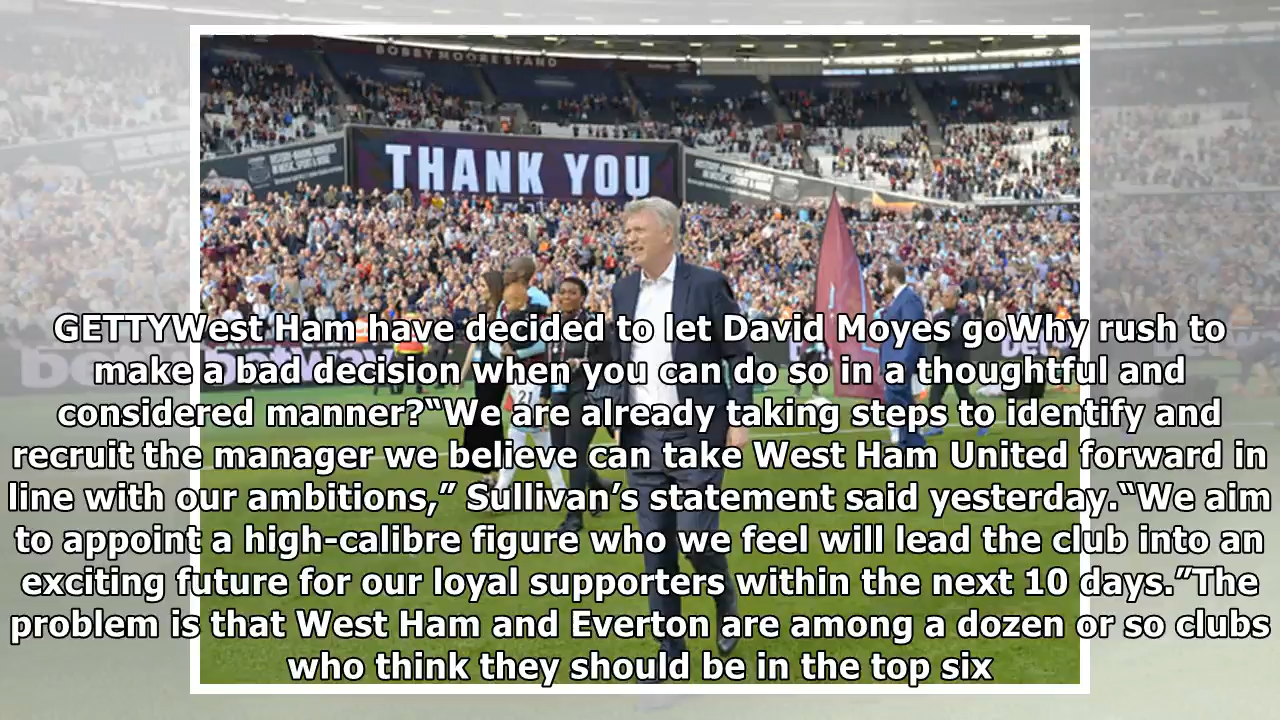 BOBBY MOORE STAND
THANK YOU
21
betway
GETTYWest Ham have decided to let David Moyes goWhy rush to
make a bad decision when you can do so in a thoughtful and
considered manner?“We are already taking steps to identify and
recruit the manager we believe can take West Ham United forward in
line with our ambitions,” Sullivan’s statement said yesterday.“We aim
to appoint a high-calibre figure who we feel will lead the club into an
exciting future for our loyal supporters within the next 10 days.”The
problem is that West Ham and Everton are among a dozen or so clubs
who think they should be in the top six